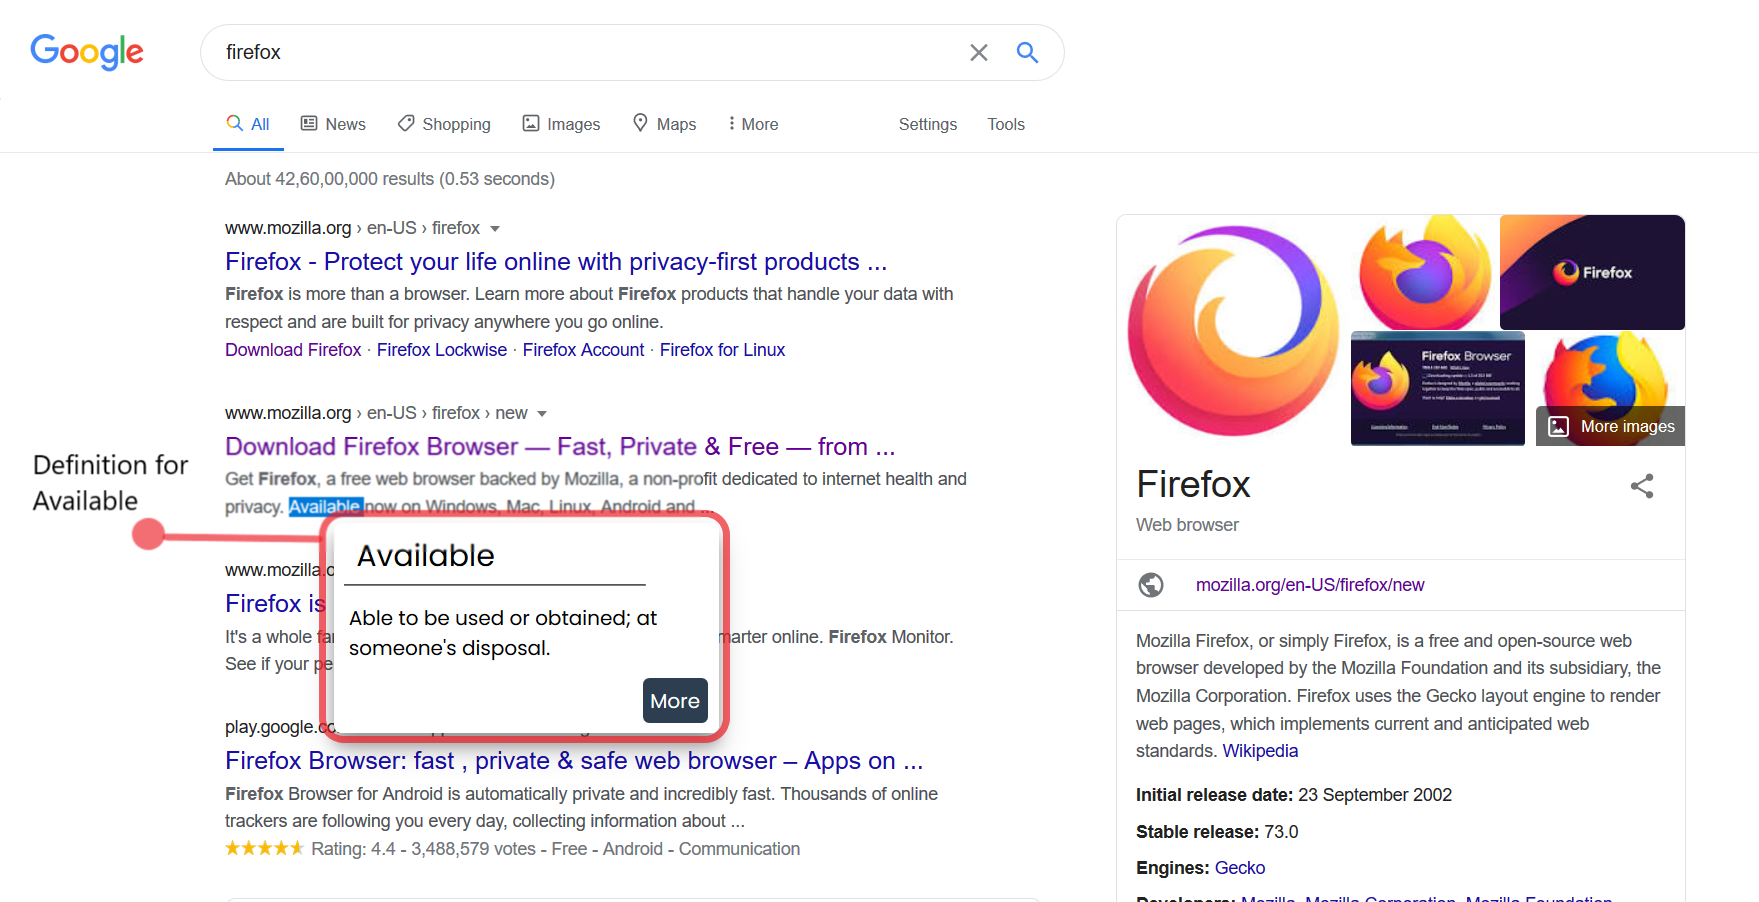 Google
firefox
All
News
Shopping
Images
Maps
More
Settings
Tools
About 42,60,00,000 results (0.53 seconds)
www.mozilla.org › en-US › firefox
Firefox - Protect your life online with privacy-first products ...
Firefox is more than a browser. Learn more about Firefox products that handle your data with
respect and are built for privacy anywhere you go online.
Download Firefox · Firefox Lockwise · Firefox Account · Firefox for Linux
www.mozilla.org › en-US › firefox › new
Download Firefox Browser — Fast, Private & Free — from ...
Get Firefox, a free web browser backed by Mozilla, a non-profit dedicated to internet health and
privacy. Available now on Windows, Mac, Linux, Android and ...
Definition for
Available
Available
Able to be used or obtained; at
someone's disposal.
More
www.mozilla.o
Firefox is
It's a whole fa
marter online. Firefox Monitor.
See if your pe
play.google.co
Firefox Browser: fast , private & safe web browser – Apps on ...
Firefox Browser for Android is automatically private and incredibly fast. Thousands of online
trackers are following you every day, collecting information about ...
Rating: 4.4 - 3,488,579 votes - Free - Android - Communication
Firefox
Firefox Browser
More images
Firefox
Web browser
mozilla.org/en-US/firefox/new
Mozilla Firefox, or simply Firefox, is a free and open-source web
browser developed by the Mozilla Foundation and its subsidiary, the
Mozilla Corporation. Firefox uses the Gecko layout engine to render
web pages, which implements current and anticipated web
standards. Wikipedia
Initial release date: 23 September 2002
Stable release: 73.0
Engines: Gecko
Developers: Mozilla, Mozilla Corporation, Mozilla Foundation